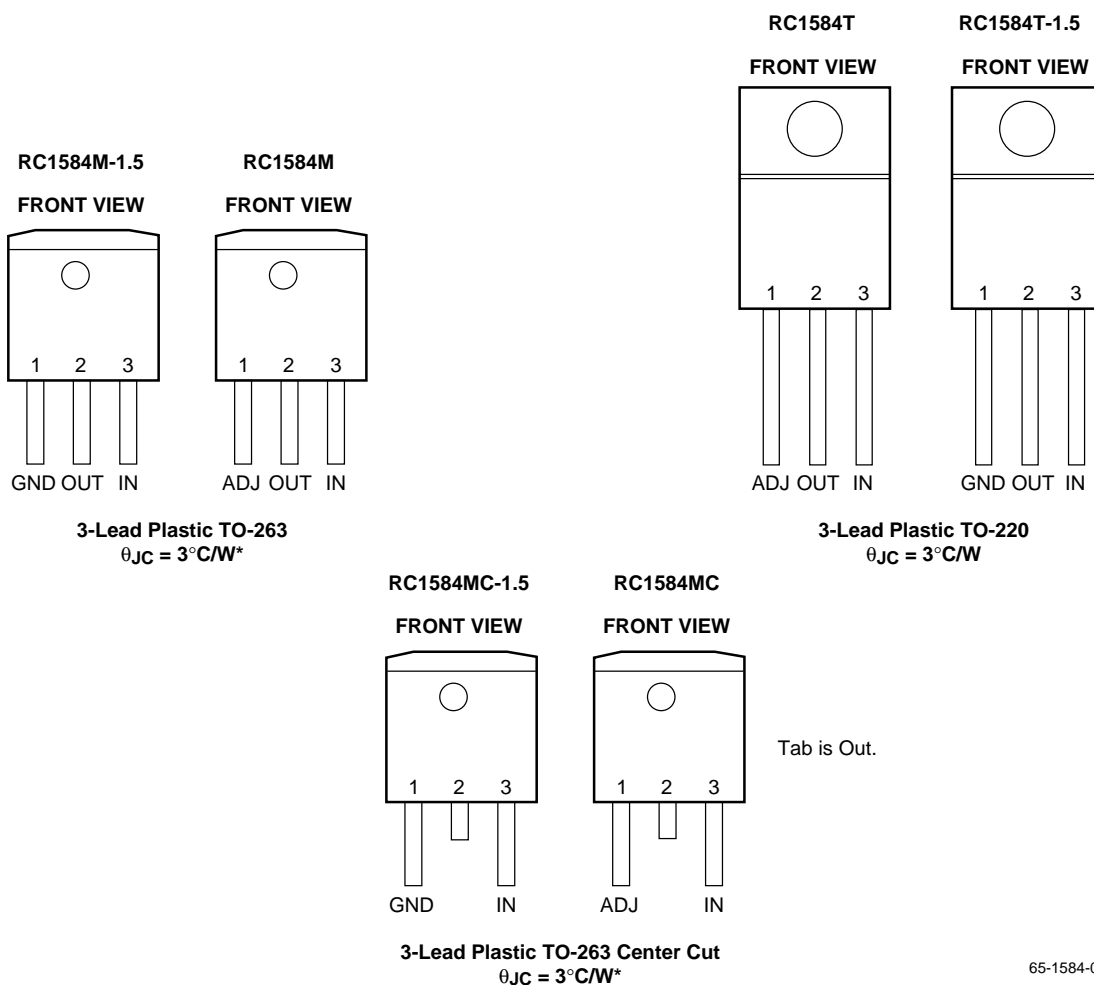 RC1584T RC1584T-1.5
FRONT VIEW FRONT VIEW
RC1584M-1.5 RC1584M
FRONT VIEW FRONT VIEW
1 2 3 1 2 3
1 2 3 1 2 3
GND OUT IN ADJ OUT IN
ADJ OUT IN GND OUT IN
3-Lead Plastic TO-263
θJC = 3°C/W*
3-Lead Plastic TO-220
θJC = 3°C/W
RC1584MC-1.5 RC1584MC
FRONT VIEW FRONT VIEW
Tab is Out.
1 2 3 1 2 3
GND IN ADJ IN
3-Lead Plastic TO-263 Center Cut
θJC = 3°C/W*